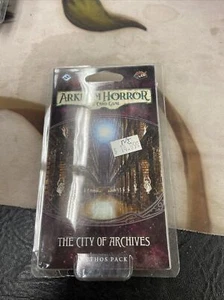 ARKHAM HORROR
THE CARD GAME
THE CITY OF ARCHIVES
MYTHOS PACK